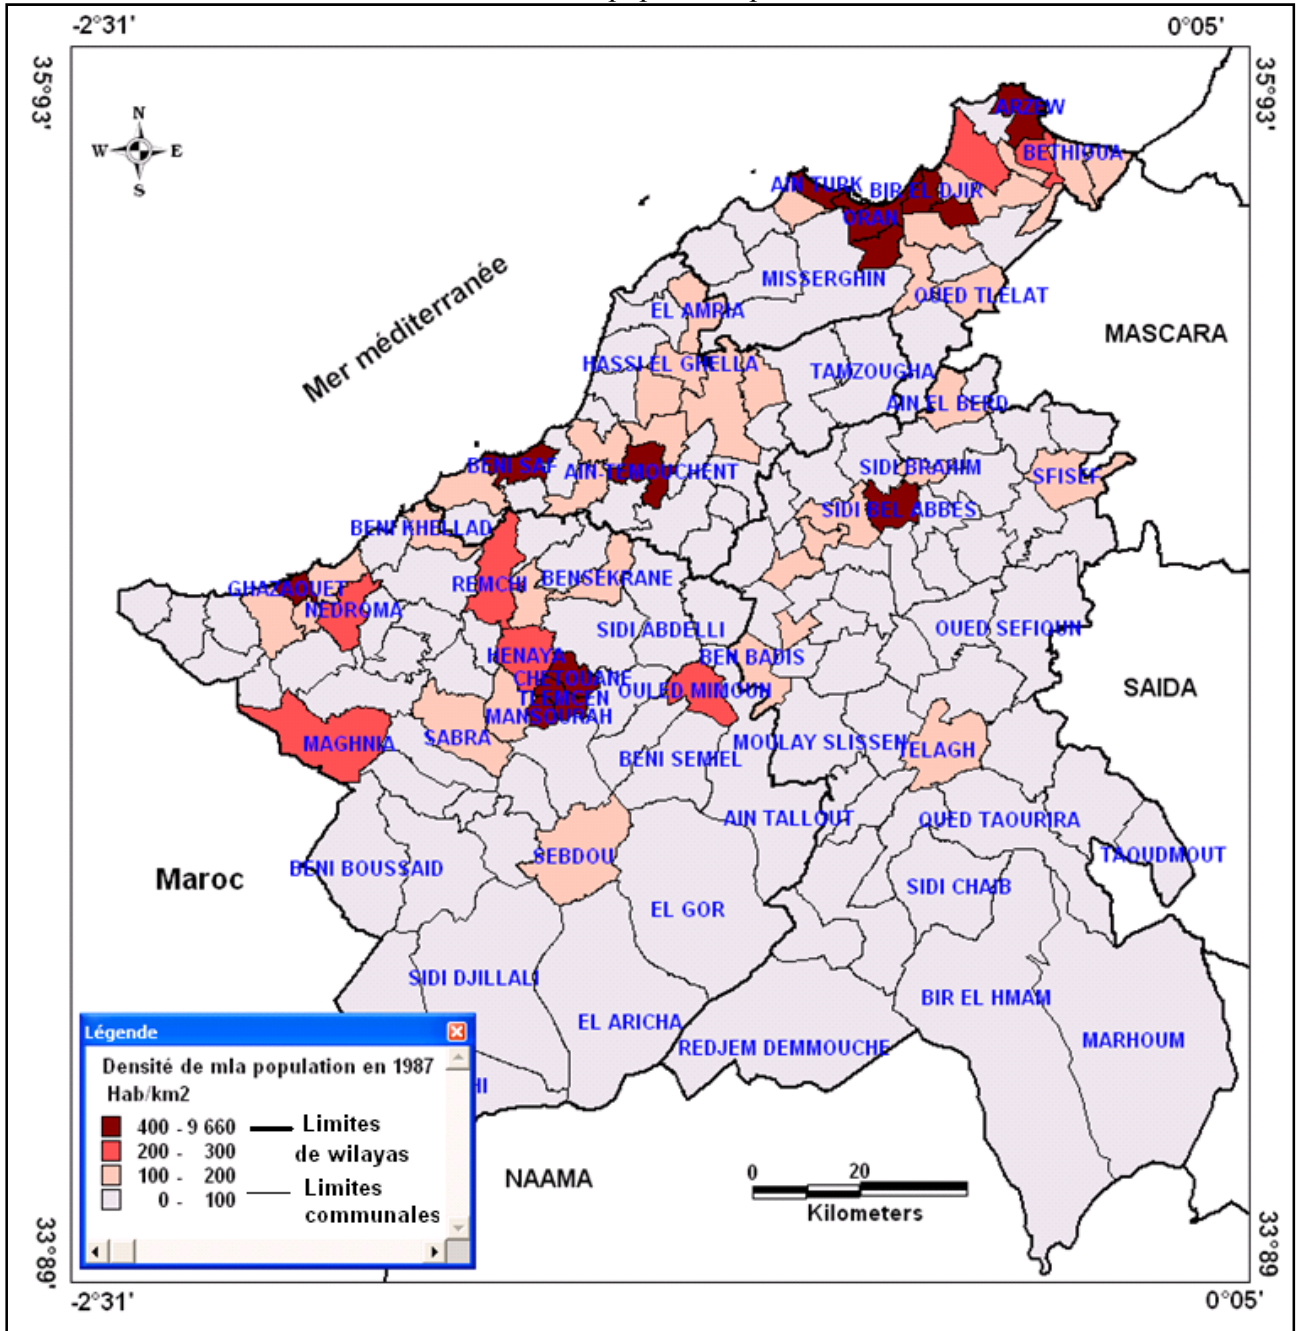 -2°31'
0°05'
35°93'
35°93'
N
W
E
S
ARZEW
BETHIOUA
AIN TURK
BIR EL DJIR
ORAN
Mer méditerranée
MISSERGHIN
OUED TLELAT
EL AMRIA
MASCARA
HASSI EL GHELLA
TAMZOUGHA
AIN EL BERD
BENI SAF
AIN TEMOUCHENT
SIDI BRAHIM
SFISEF
SIDI BEL ABBES
BENI KHELLAD
GHAZAOUET
REMCHI
BENSEKRANE
NEDROMA
SIDI ABDELLI
OUED SEFIOUN
HENAYA
BEN BADIS
CHETOUANE
OULED MIMOUN
TLEMCEN
SAIDA
MANSOURAH
MAGHNIA
SABRA
MOULAY SLISSEN
TELAGH
BENI SEMIEL
AIN TALLOUT
OUED TAOURIRA
SEBDOU
TAOUDMOUT
BENI BOUSSAID
Maroc
SIDI CHAIB
EL GOR
SIDI DJILLALI
BIR EL HMAM
EL ARICHA
MARHOUM
REDJEM DEMMOUCHE
HI
Légende
Densité de mla population en 1987
Hab/km2
400 - 9 660
Limites
200 - 300
de wilayas
100 - 200
0 - 100
Limites
communales
NAAMA
0 20
Kilometers
33°89'
33°89
-2°31'
0°05'